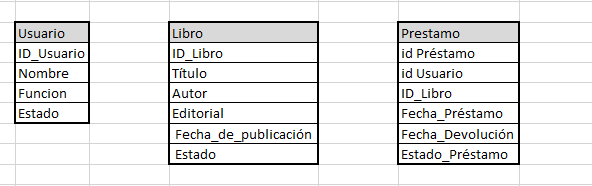 Usuario
ID_Usuario
Nombre
Funcion
Estado
Libro
ID_Libro
Título
Autor
Editorial
Fecha_de_publicación
Estado
Prestamo
id Préstamo
id Usuario
ID_Libro
Fecha_Préstamo
Fecha_Devolución
Estado_Préstamo